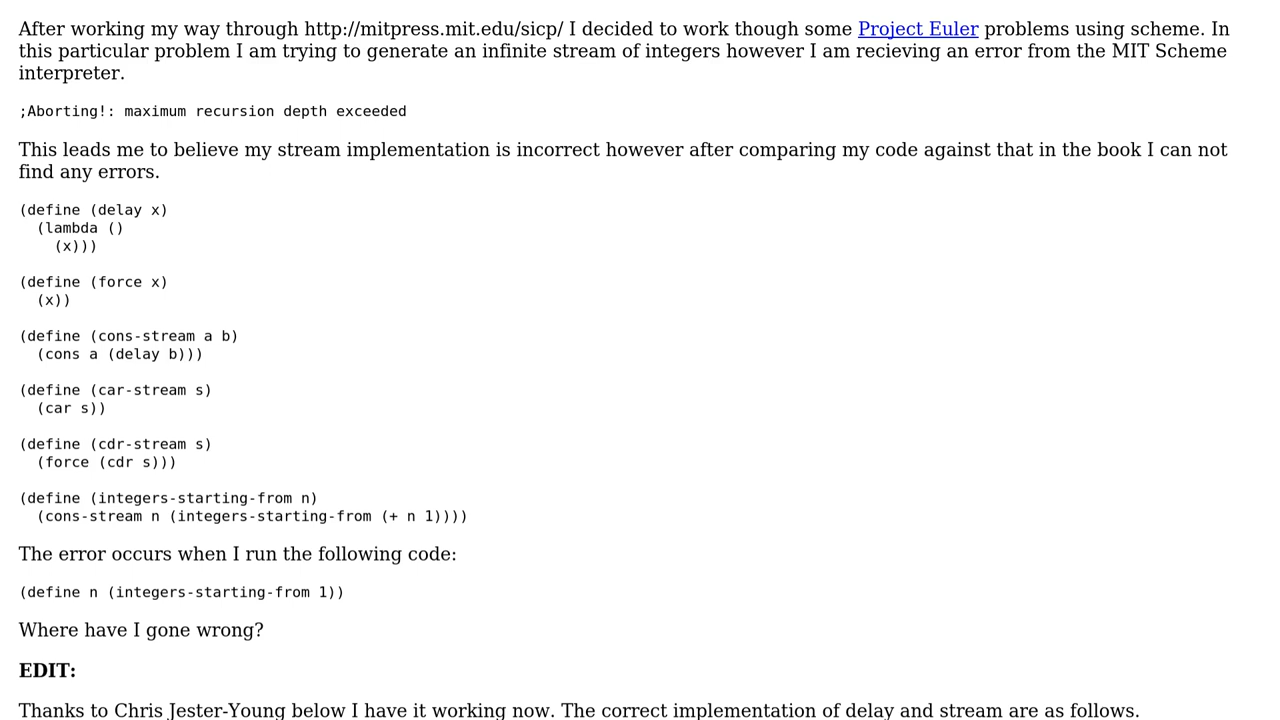 After working my way through http://mitpress.mit.edu/sicp/ I decided to work though some Project Euler problems using scheme. In
this particular problem I am trying to generate an infinite stream of integers however I am recieving an error from the MIT Scheme
interpreter.
;Aborting!: maximum recursion depth exceeded
This leads me to believe my stream implementation is incorrect however after comparing my code against that in the book I can not
find any errors.
(define (delay x)
  (lambda ()
    (x)))
(define (force x)
  (x))
(define (cons-stream a b)
  (cons a (delay b)))
(define (car-stream s)
  (car s))
(define (cdr-stream s)
  (force (cdr s)))
(define (integers-starting-from n)
  (cons-stream n (integers-starting-from (+ n 1))))
The error occurs when I run the following code:
(define n (integers-starting-from 1))
Where have I gone wrong?
EDIT:
Thanks to Chris Jester-Young below I have it working now. The correct implementation of delay and stream are as follows.